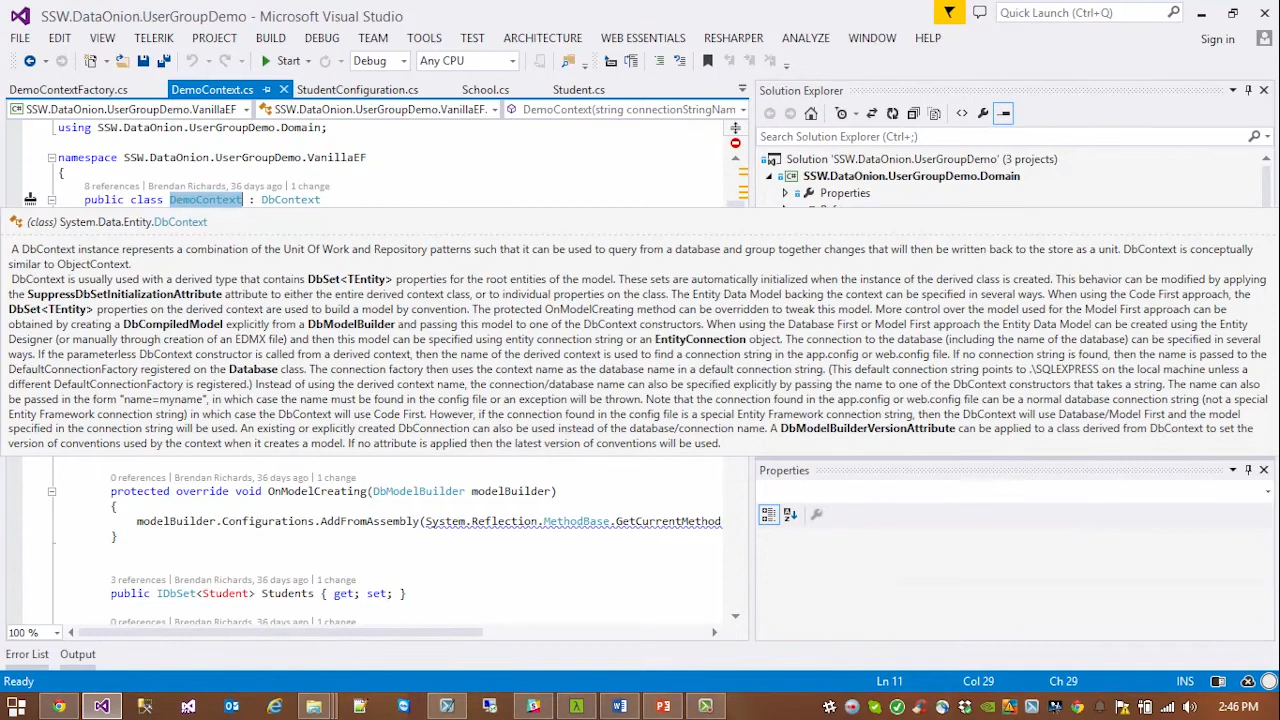 SSW.DataOnion.UserGroupDemo - Microsoft Visual Studio
Quick Launch (Ctrl+Q)
FILE EDIT VIEW TELERIK PROJECT BUILD DEBUG TEAM TOOLS TEST ARCHITECTURE WEB ESSENTIALS RESHARPER ANALYZE WINDOW HELP
Sign in
Start Debug Any CPU
DemoContextFactory.cs DemoContext.cs StudentConfiguration.cs School.cs Student.cs
SSW.DataOnion.UserGroupDemo.VanillaEF SSW.DataOnion.UserGroupDemo.VanillaEF. DemoContext(string connectionStringNam
using SSW.DataOnion.UserGroupDemo.Domain;
namespace SSW.DataOnion.UserGroupDemo.VanillaEF
{
8 references | Brendan Richards, 36 days ago | 1 change
public class DemoContext : DbContext
Solution Explorer
Search Solution Explorer (Ctrl+;)
Solution 'SSW.DataOnion.UserGroupDemo' (3 projects)
SSW.DataOnion.UserGroupDemo.Domain
Properties
(class) System.Data.Entity.DbContext
A DbContext instance represents a combination of the Unit Of Work and Repository patterns such that it can be used to query from a database and group together changes that will then be written back to the store as a unit. DbContext is conceptually
similar to ObjectContext.
DbContext is usually used with a derived type that contains DbSet<TEntity> properties for the root entities of the model. These sets are automatically initialized when the instance of the derived class is created. This behavior can be modified by applying
the SuppressDbSetInitializationAttribute attribute to either the entire derived context class, or to individual properties on the class. The Entity Data Model backing the context can be specified in several ways. When using the Code First approach, the
DbSet<TEntity> properties on the derived context are used to build a model by convention. The protected OnModelCreating method can be overridden to tweak this model. More control over the model used for the Model First approach can be
obtained by creating a DbCompiledModel explicitly from a DbModelBuilder and passing this model to one of the DbContext constructors. When using the Database First or Model First approach the Entity Data Model can be created using the Entity
Designer (or manually through creation of an EDMX file) and then this model can be specified using entity connection string or an EntityConnection object. The connection to the database (including the name of the database) can be specified in several
ways. If the parameterless DbContext constructor is called from a derived context, then the name of the derived context is used to find a connection string in the app.config or web.config file. If no connection string is found, then the name is passed to the
DefaultConnectionFactory registered on the Database class. The connection factory then uses the context name as the database name in a default connection string. (This default connection string points to .\SQLEXPRESS on the local machine unless a
different DefaultConnectionFactory is registered.) Instead of using the derived context name, the connection/database name can also be specified explicitly by passing the name to one of the DbContext constructors that takes a string. The name can also
be passed in the form "name=myname", in which case the name must be found in the config file or an exception will be thrown. Note that the connection found in the app.config or web.config file can be a normal database connection string (not a special
Entity Framework connection string) in which case the DbContext will use Code First. However, if the connection found in the config file is a special Entity Framework connection string, then the DbContext will use Database/Model First and the model
specified in the connection string will be used. An existing or explicitly created DbConnection can also be used instead of the database/connection name. A DbModelBuilderVersionAttribute can be applied to a class derived from DbContext to set the
version of conventions used by the context when it creates a model. If no attribute is applied then the latest version of conventions will be used.
0 references | Brendan Richards, 36 days ago | 1 change
protected override void OnModelCreating(DbModelBuilder modelBuilder)
{
modelBuilder.Configurations.AddFromAssembly(System.Reflection.MethodBase.GetCurrentMethod
}
3 references | Brendan Richards, 36 days ago | 1 change
public IDbSet<Student> Students { get; set; }
0 references | Brendan Richards, 36 days ago | 1 change
Properties
100 %
Error List Output
Ready Ln 11 Col 29 Ch 29 INS
2:46 PM